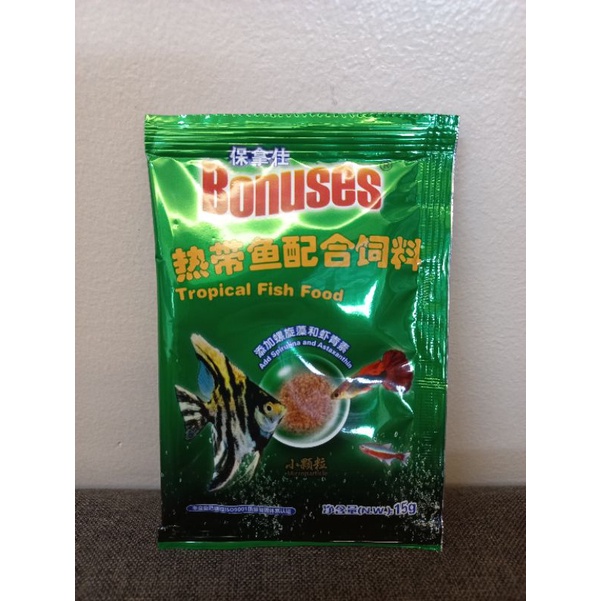 保拿仕
Bonuses®
热带鱼配合饲料
Tropical Fish Food
添加螺旋藻和虾青素
Add Spirulina and Astaxanthin
小颗粒
净含量(N.W.):15g